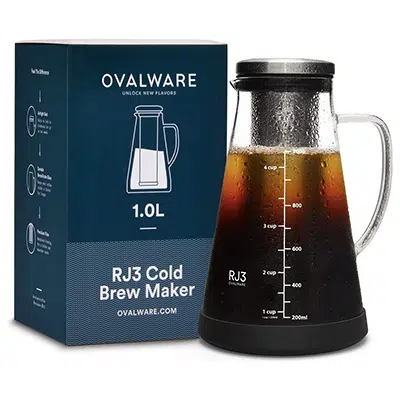 OVALWARE
UNLOCK NEW FLAVORS
1.0L
RJ3 Cold
Brew Maker
OVALWARE.COM
4 cup
800
3 cup
600
2 cup
400
1 cup
200ml
RJ3
OVALWARE